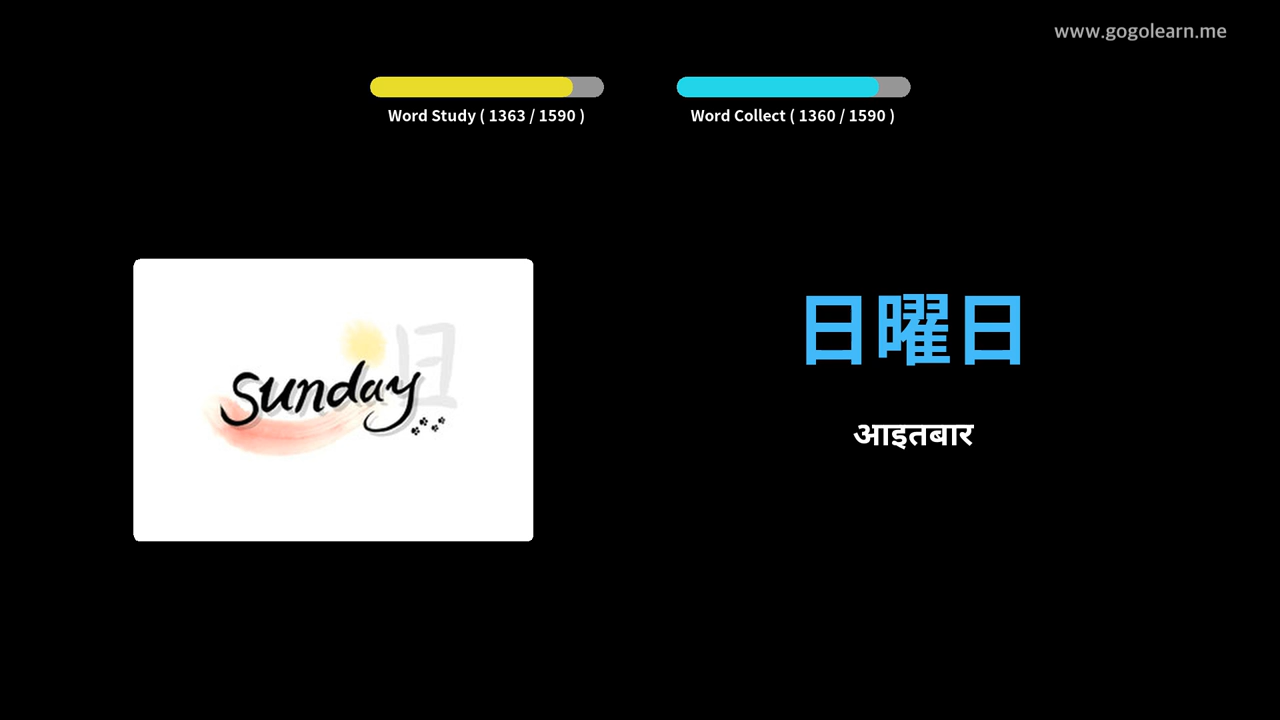 www.gogolearn.me
Word Study ( 1363 / 1590 )
Word Collect ( 1360 / 1590 )
Sunday
日曜日
आइतबार